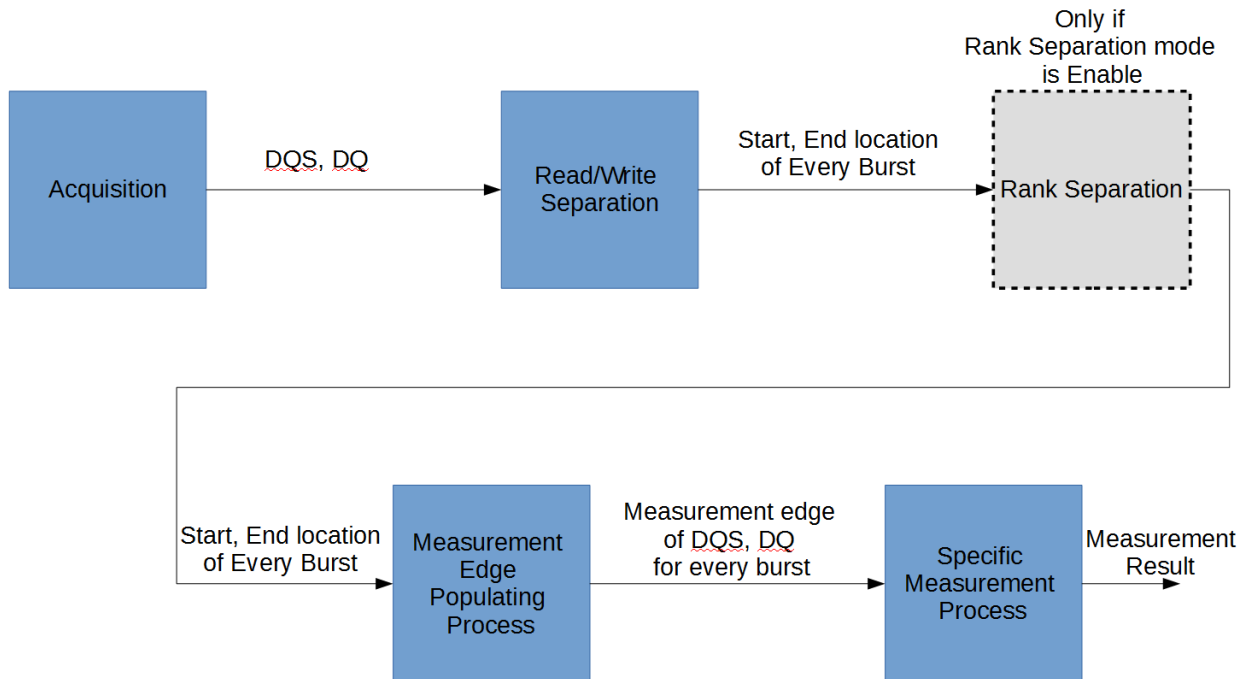 Only if
Rank Separation mode
is Enable
Acquisition
DQS, DQ
Read/Write
Separation
Start, End location
of Every Burst
Rank Separation
Start, End location
of Every Burst
Measurement
Edge
Populating
Process
Measurement edge
of DQS, DQ
for every burst
Specific
Measurement
Process
Measurement
Result